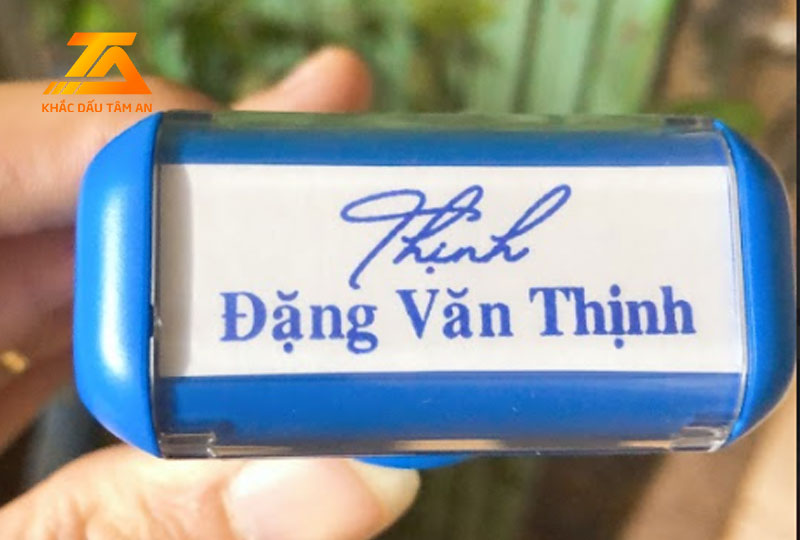 KHẮC DẤU TÂM AN
Thịnh
Đặng Văn Thịnh